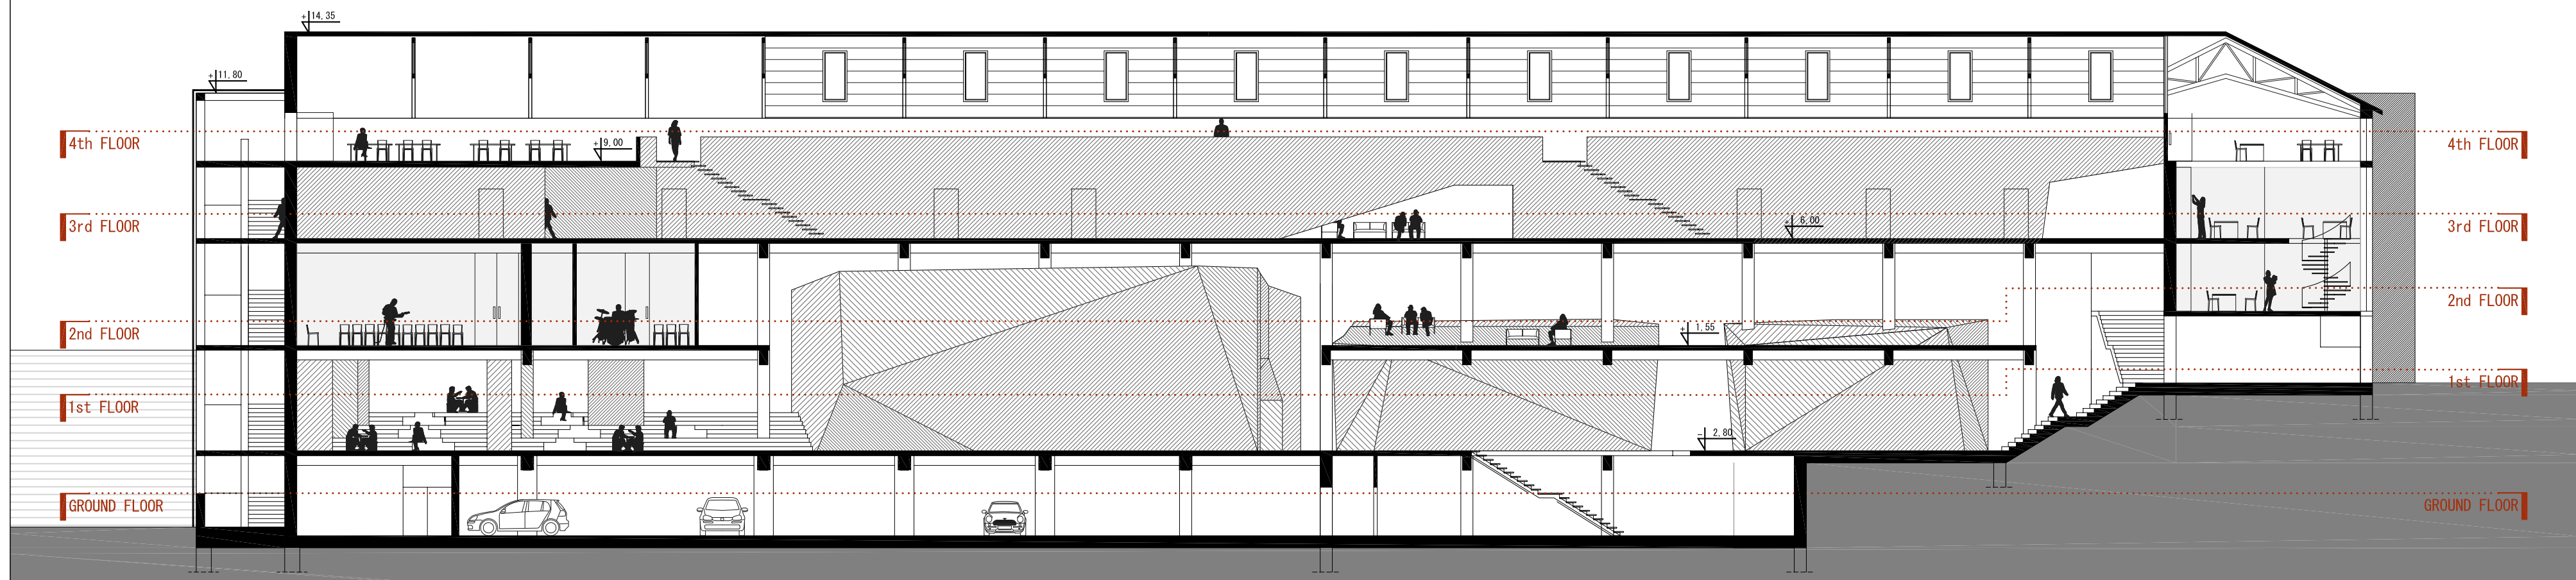 +14,35
+11,80
4th FLOOR
+9,00
4th FLOOR
3rd FLOOR
+6,00
3rd FLOOR
2nd FLOOR
+1.55
2nd FLOOR
1st FLOOR
1st FLOOR
-2,80
GROUND FLOOR
GROUND FLOOR